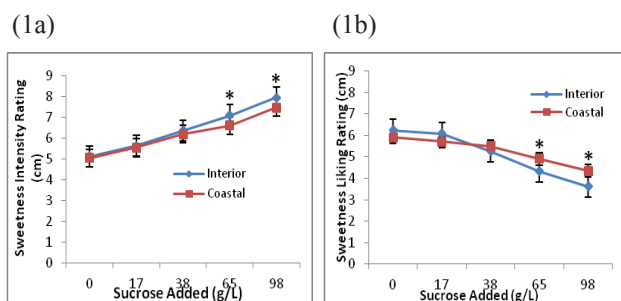 (1a)
Sweetness Intensity Rating
(cm)
9
8
7
6
5
4
3
2
1
0
*
*
Interior
Coastal
0 17 38 65 98
Sucrose Added (g/L)
(1b)
Sweetness Liking Rating (cm)
9
8
7
6
5
4
3
2
1
0
Interior
Coastal
*
*
0 17 38 65 98
Sucrose Added (g/L)